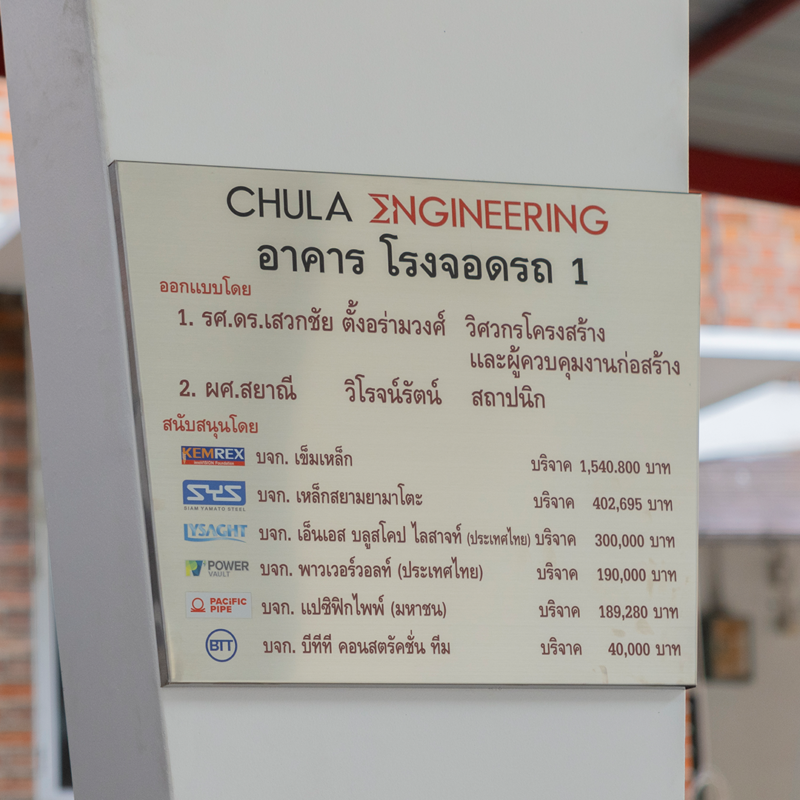 CHULA ΣNGINEERING
อาคาร โรงจอดรถ 1
ออกแบบโดย
1. รศ.ดร.เสวกชัย ตั้งอร่ามวงศ์ วิศวกรโครงสร้าง
และผู้ควบคุมงานก่อสร้าง
2. ผศ.สยาณี วิโรจน์รัตน์ สถาปนิก
สนับสนุนโดย
KEMREX บจก. เข็มเหล็ก บริจาค 1,540.800 บาท
SYS SIAM YAMATO STEEL บจก. เหล็กสยามยามาโตะ บริจาค 402,695 บาท
LYSAGHT บจก. เอ็นเอส บลูสโคป ไลสาจท์ (ประเทศไทย) บริจาค 300,000 บาท
POWER VAULT บจก. พาวเวอร์วอลท์ (ประเทศไทย) บริจาค 190,000 บาท
PACIFIC PIPE บจก. แปซิฟิกไพพ์ (มหาชน) บริจาค 189,280 บาท
BTT บจก. บีทีที คอนสตรัคชั่น ทีม บริจาค 40,000 บาท